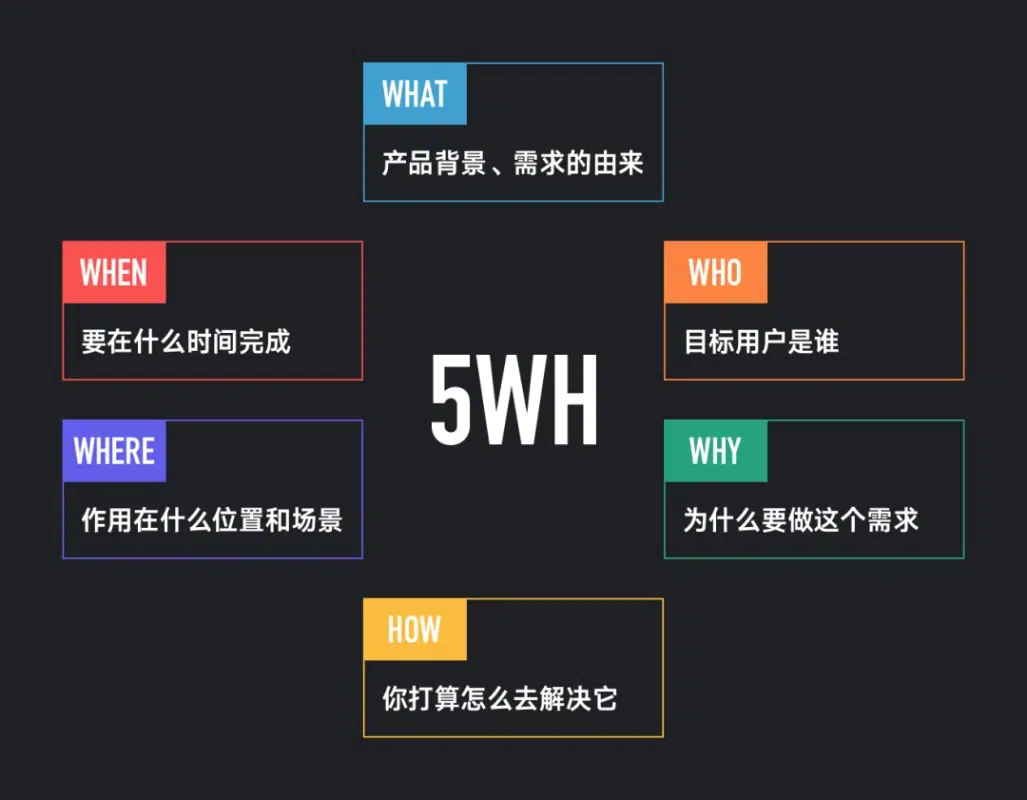 WHAT
产品背景、需求的由来
WHEN
要在什么时间完成
WHO
目标用户是谁
5WH
WHERE
作用在什么位置和场景
WHY
为什么要做这个需求
HOW
你打算怎么去解决它